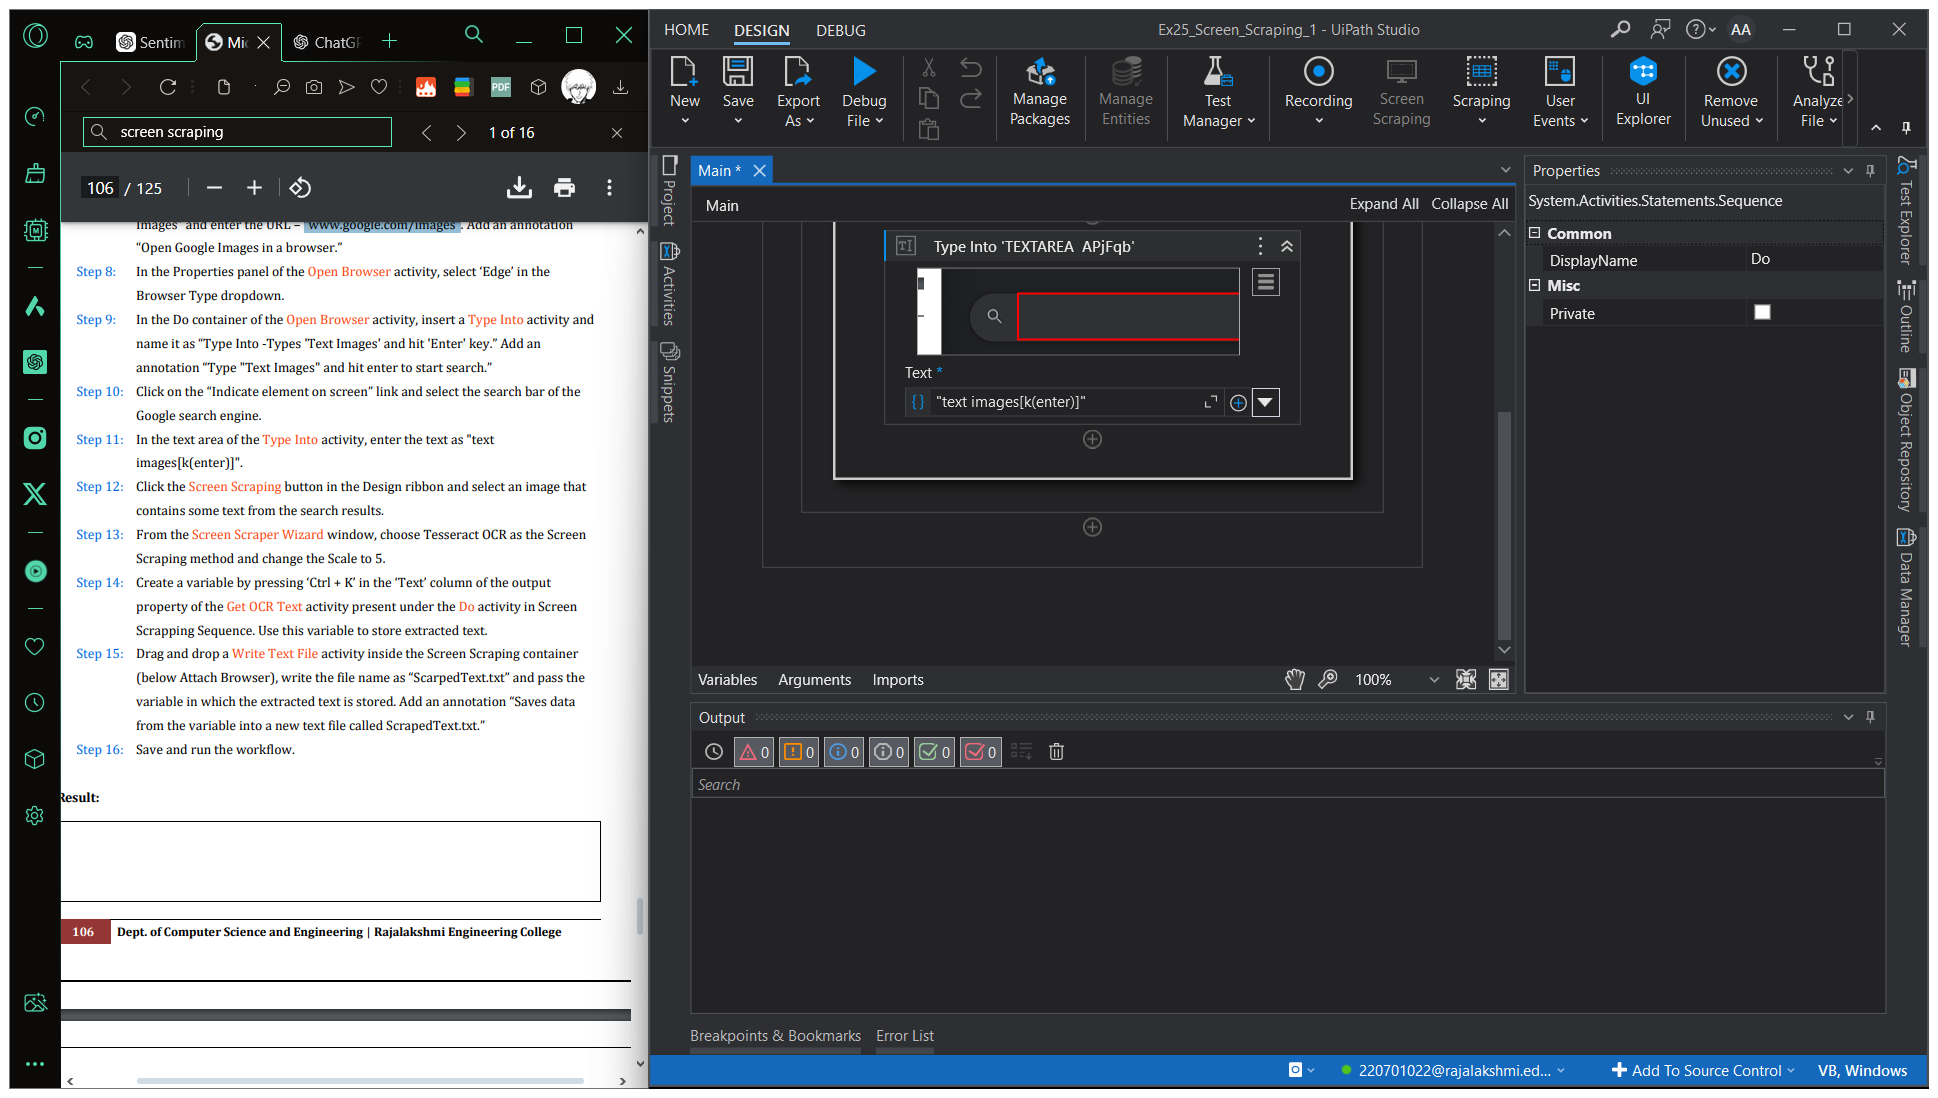 Sentim
Mic
ChatGP
screen scraping
1 of 16
106 / 125
PDF
Images" and enter the URL – "www.google.com/images". Add an annotation
"Open Google Images in a browser."
Step 8: In the Properties panel of the Open Browser activity, select 'Edge' in the
Browser Type dropdown.
Step 9: In the Do container of the Open Browser activity, insert a Type Into activity and
name it as "Type Into -Types 'Text Images' and hit 'Enter' key." Add an
annotation "Type "Text Images" and hit enter to start search."
Step 10: Click on the "Indicate element on screen" link and select the search bar of the
Google search engine.
Step 11: In the text area of the Type Into activity, enter the text as "text
images[k(enter)]".
Step 12: Click the Screen Scraping button in the Design ribbon and select an image that
contains some text from the search results.
Step 13: From the Screen Scraper Wizard window, choose Tesseract OCR as the Screen
Scraping method and change the Scale to 5.
Step 14: Create a variable by pressing 'Ctrl + K' in the 'Text' column of the output
property of the Get OCR Text activity present under the Do activity in Screen
Scrapping Sequence. Use this variable to store extracted text.
Step 15: Drag and drop a Write Text File activity inside the Screen Scraping container
(below Attach Browser), write the file name as "ScarpedText.txt" and pass the
variable in which the extracted text is stored. Add an annotation "Saves data
from the variable into a new text file called ScrapedText.txt."
Step 16: Save and run the workflow.
Result:
106 Dept. of Computer Science and Engineering | Rajalakshmi Engineering College
HOME DESIGN DEBUG
Ex25_Screen_Scraping_1 - UiPath Studio
AA
New
Save
Export As
Debug File
Manage Packages
Manage Entities
Test Manager
Recording
Screen Scraping
Scraping
User Events
UI Explorer
Remove Unused
Analyze File
Project
Activities
Snippets
Main *
Main
Expand All Collapse All
Type Into 'TEXTAREA APjFqb'
Text *
"text images[k(enter)]"
Variables Arguments Imports
100%
Properties
System.Activities.Statements.Sequence
Common
DisplayName Do
Misc
Private
Test Explorer
Outline
Object Repository
Data Manager
Output
0 0 0 0 0 0
Search
Breakpoints & Bookmarks Error List
220701022@rajalakshmi.ed...
Add To Source Control
VB, Windows